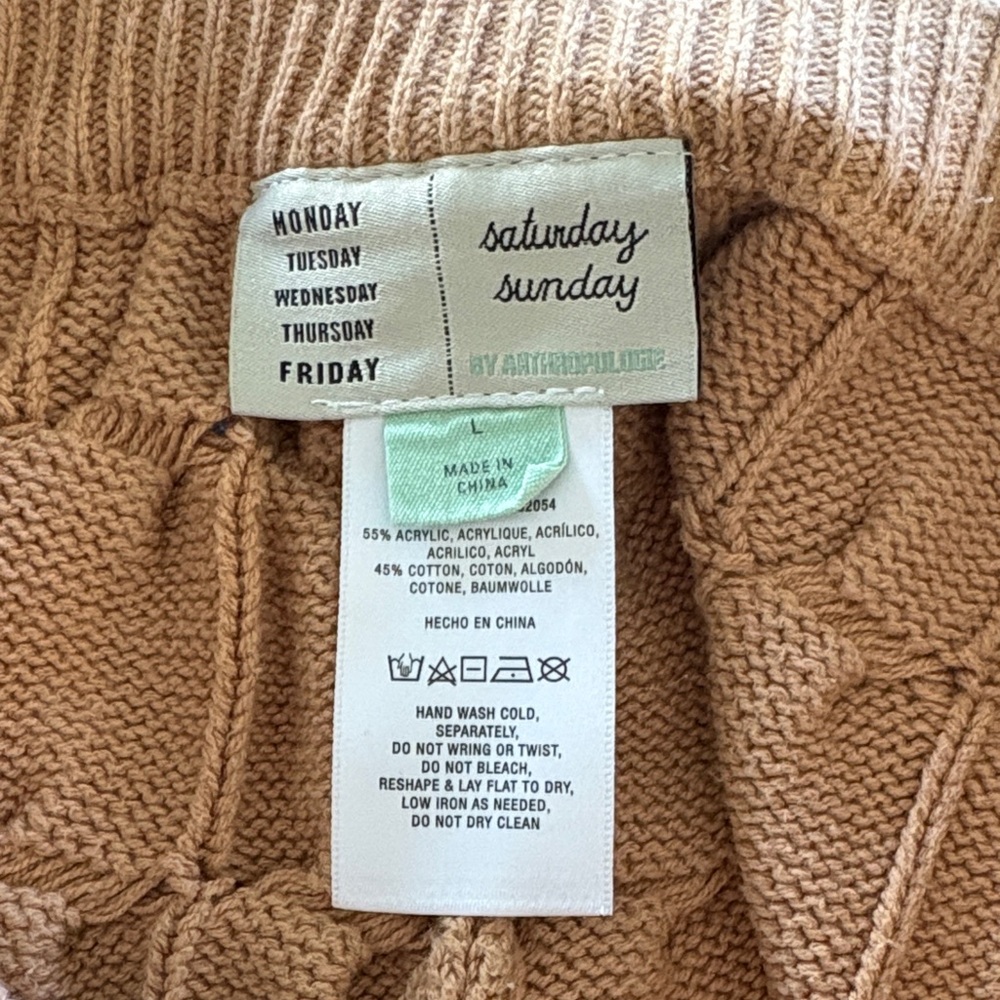 MONDAY
TUESDAY
WEDNESDAY
THURSDAY
FRIDAY
saturday
sunday
BY ANTHROPOLOGIE
L
MADE IN
CHINA
2054
55% ACRYLIC, ACRYLIQUE, ACRÍLICO,
ACRILICO, ACRYL
45% COTTON, COTON, ALGODÓN,
COTONE, BAUMWOLLE
HECHO EN CHINA
HAND WASH COLD,
SEPARATELY,
DO NOT WRING OR TWIST,
DO NOT BLEACH,
RESHAPE & LAY FLAT TO DRY,
LOW IRON AS NEEDED,
DO NOT DRY CLEAN